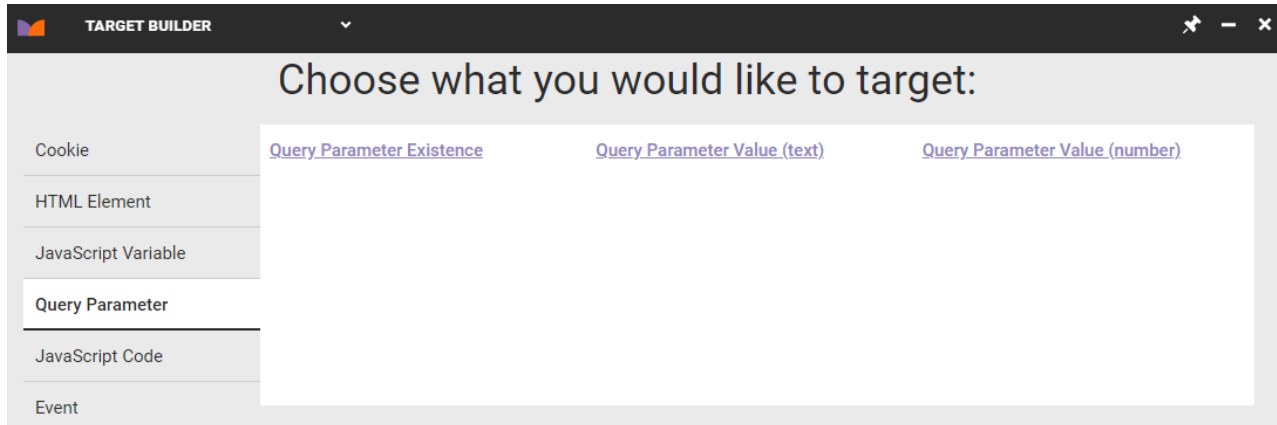 TARGET BUILDER
Choose what you would like to target:
Cookie
Query Parameter Existence
Query Parameter Value (text)
Query Parameter Value (number)
HTML Element
JavaScript Variable
Query Parameter
JavaScript Code
Event